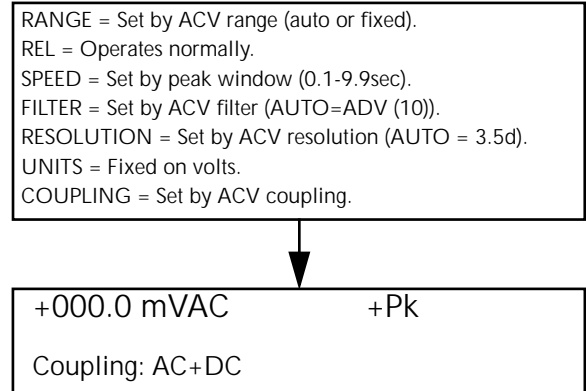 RANGE = Set by ACV range (auto or fixed).
REL = Operates normally.
SPEED = Set by peak window (0.1-9.9sec).
FILTER = Set by ACV filter (AUTO=ADV (10)).
RESOLUTION = Set by ACV resolution (AUTO = 3.5d).
UNITS = Fixed on volts.
COUPLING = Set by ACV coupling.
+000.0 mVAC +Pk
Coupling: AC+DC